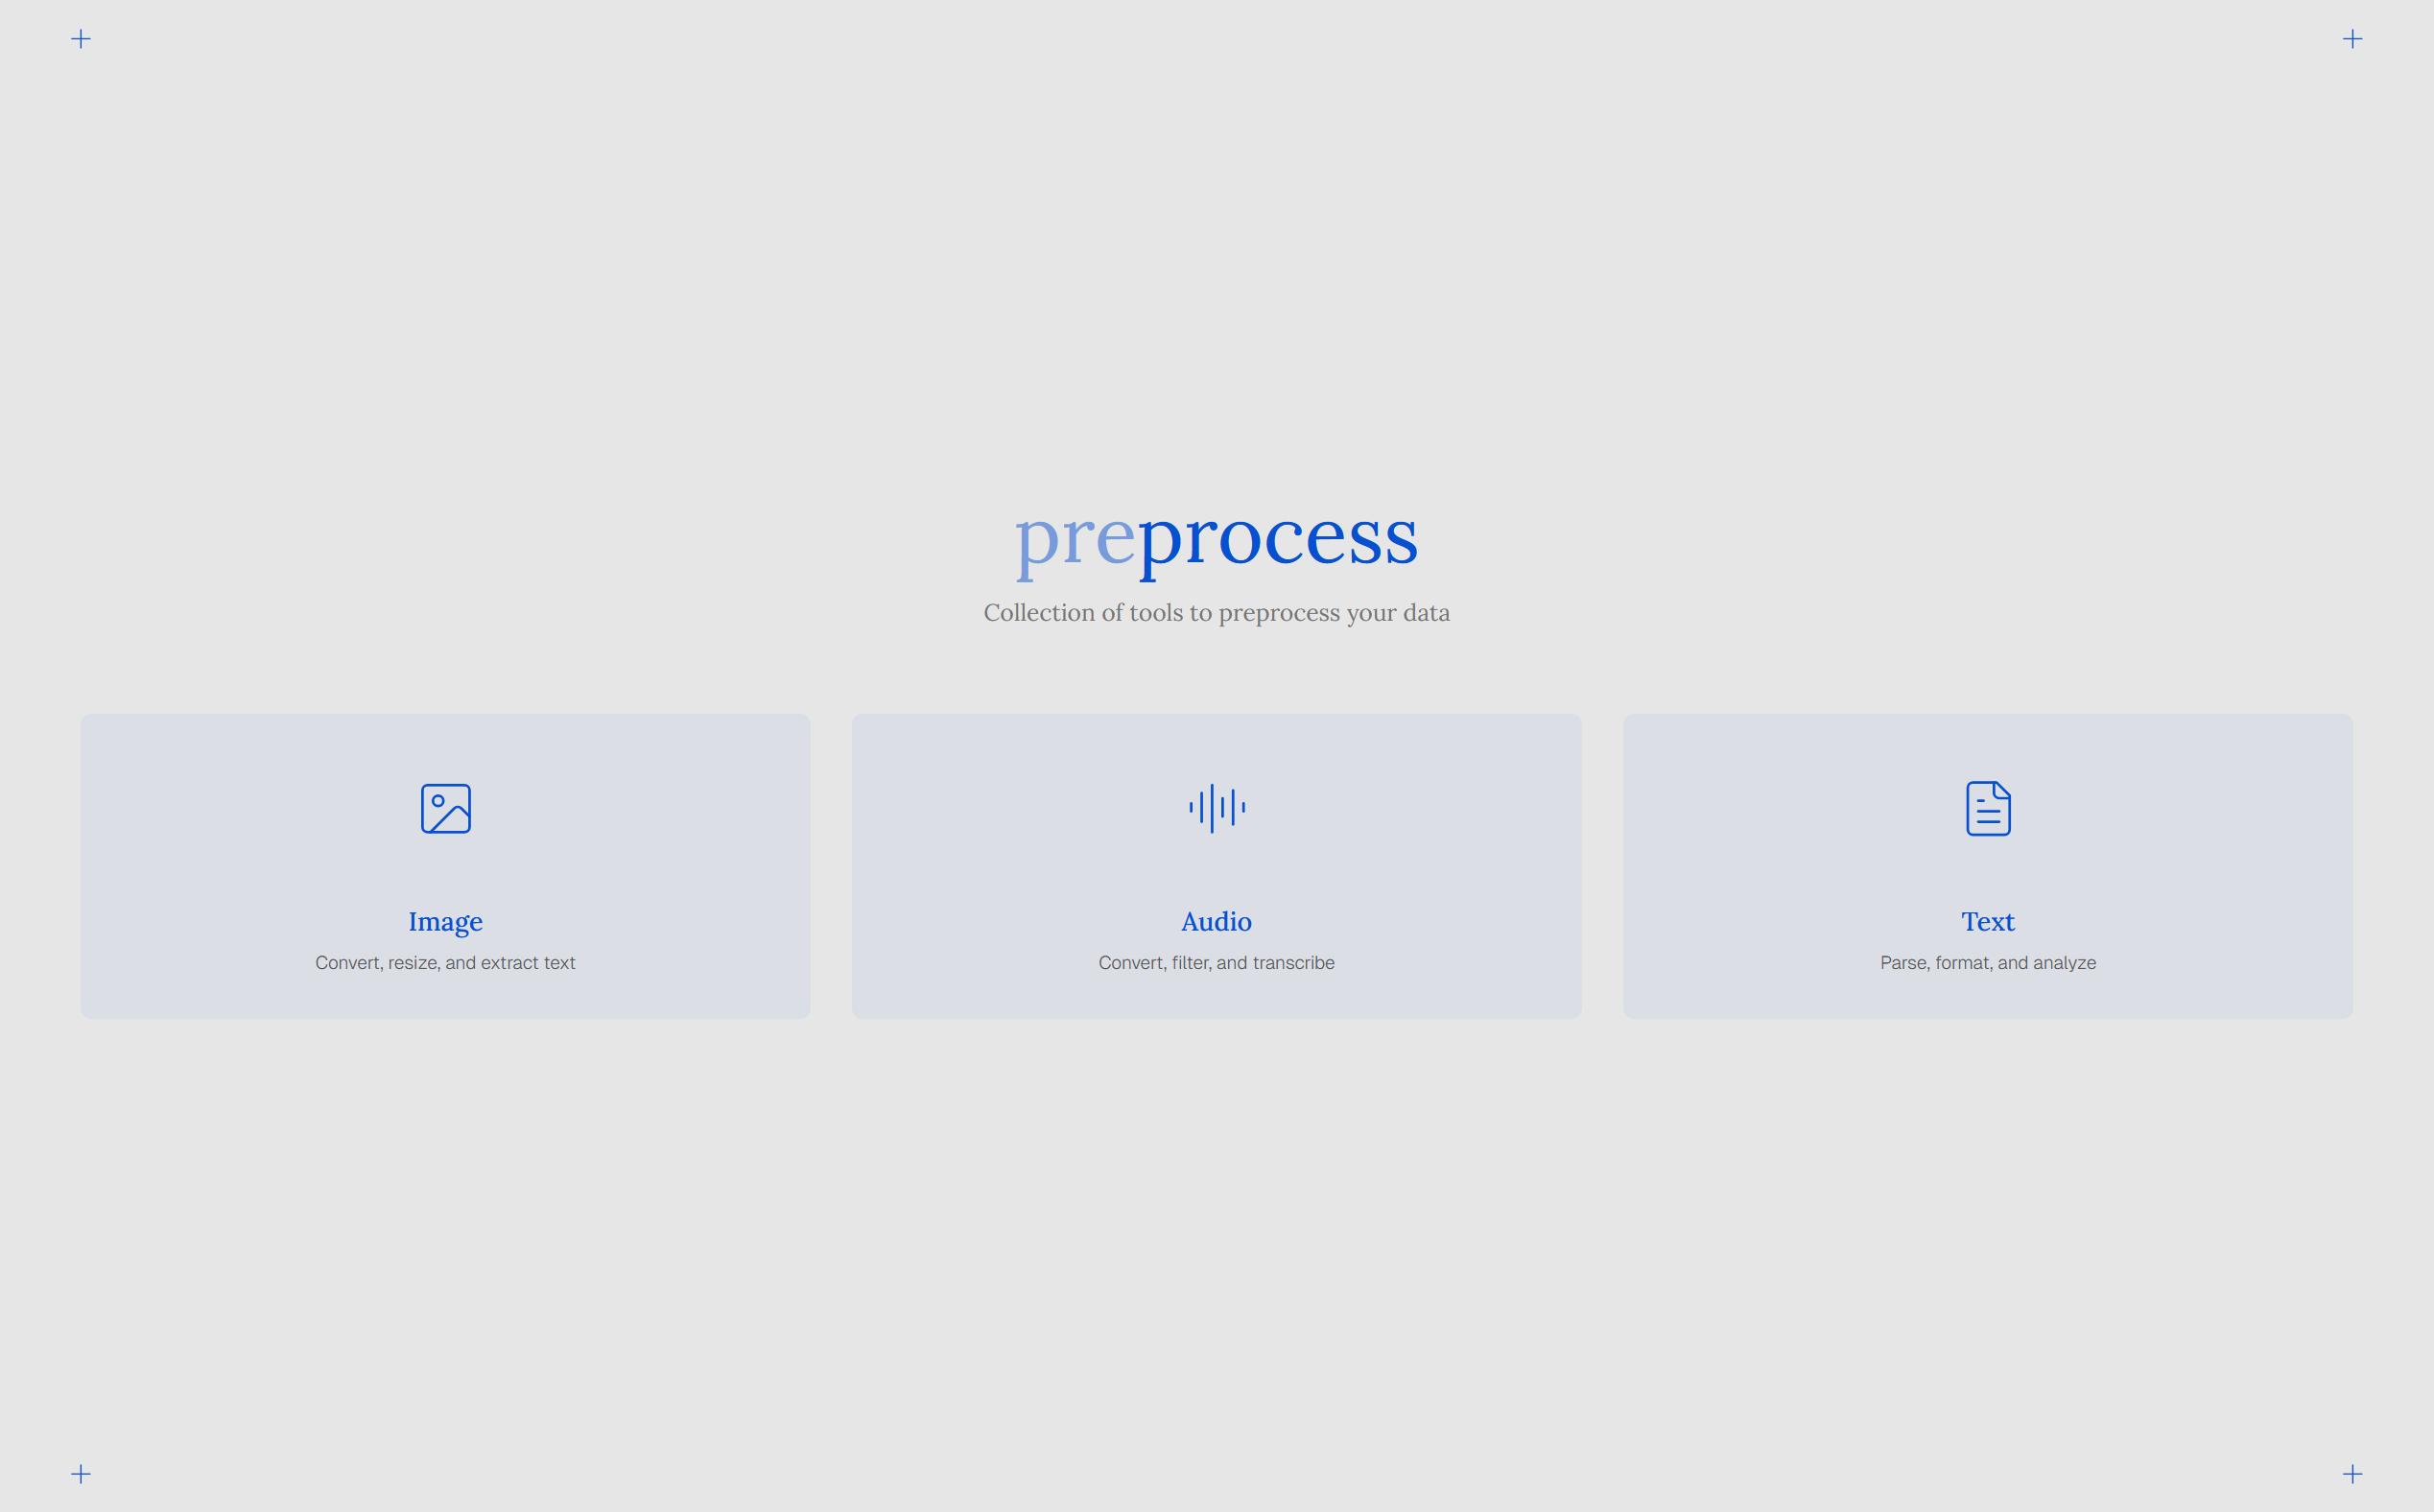 preprocess
Collection of tools to preprocess your data
Image
Convert, resize, and extract text
Audio
Convert, filter, and transcribe
Text
Parse, format, and analyze